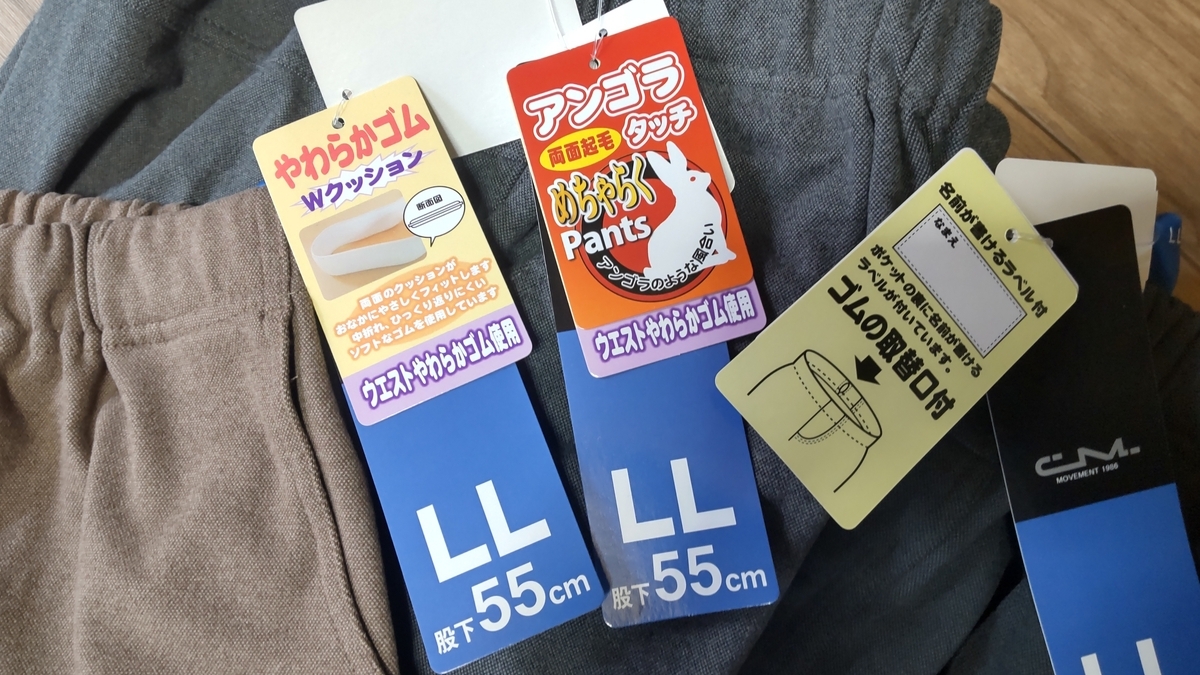 やわらかゴム
Wクッション
断面図
両面のクッションが
おなかにやさしくフィットします
中折れ、ひっくり返りにくい
ソフトなゴムを使用しています
ウエストやわらかゴム使用
LL
股下55cm
アンゴラ
タッチ
両面起毛
めちゃらく
Pants
アンゴラのような風合い
ウエストやわらかゴム使用
LL
股下55cm
名前が書けるラベル付
なまえ
ポケットの裏に名前が書ける
ラベルが付いています。
ゴムの取替口付
CM.
MOVEMENT 1966
LL